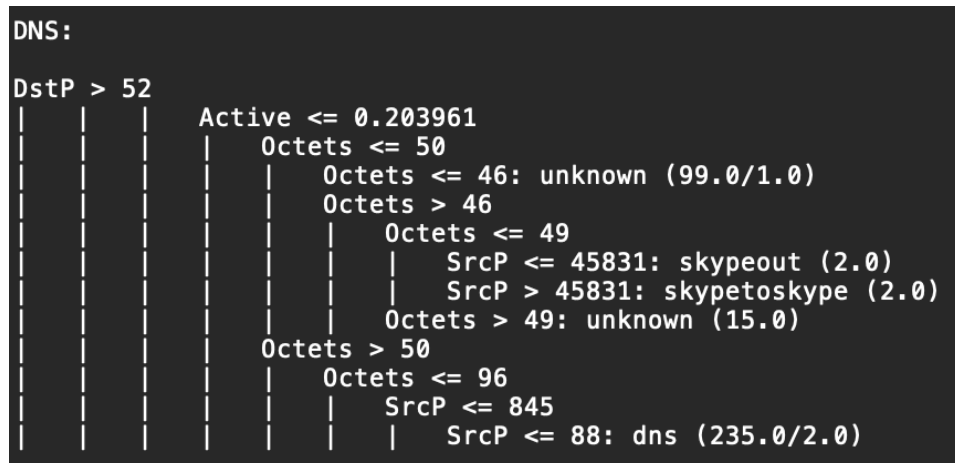 DNS:
DstP > 52
|   |   |   Active <= 0.203961
|   |   |   |   Octets <= 50
|   |   |   |   |   Octets <= 46: unknown (99.0/1.0)
|   |   |   |   |   Octets > 46
|   |   |   |   |   |   Octets <= 49
|   |   |   |   |   |   |   SrcP <= 45831: skypeout (2.0)
|   |   |   |   |   |   |   SrcP > 45831: skypetoskype (2.0)
|   |   |   |   |   |   Octets > 49: unknown (15.0)
|   |   |   |   Octets > 50
|   |   |   |   |   Octets <= 96
|   |   |   |   |   |   SrcP <= 845
|   |   |   |   |   |   |   SrcP <= 88: dns (235.0/2.0)